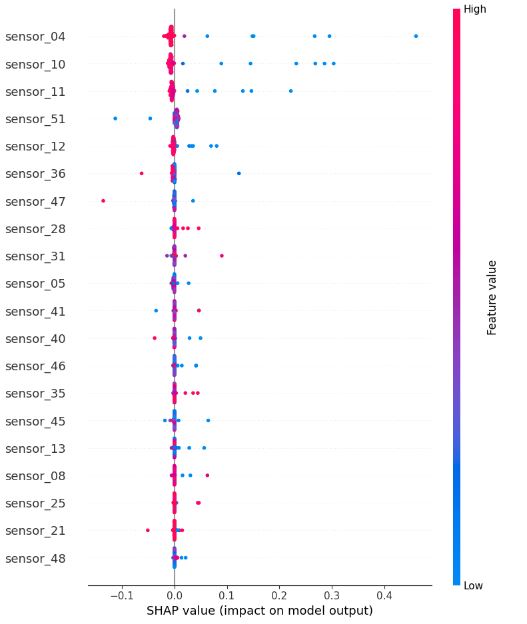 High
sensor_04
sensor_10
sensor_11
sensor_51
sensor_12
sensor_36
sensor_47
sensor_28
sensor_31
sensor_05
sensor_41
sensor_40
sensor_46
sensor_35
sensor_45
sensor_13
sensor_08
sensor_25
sensor_21
sensor_48
Feature value
Low
−0.1 0.0 0.1 0.2 0.3 0.4
SHAP value (impact on model output)